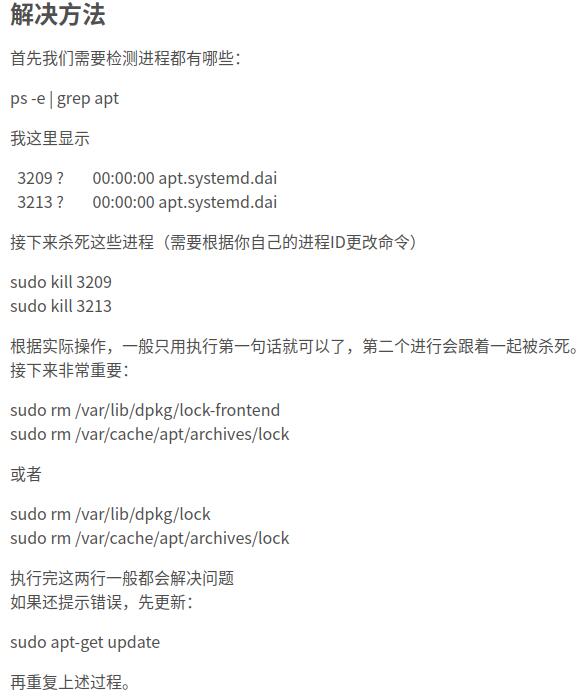 解决方法
首先我们需要检测进程都有哪些：
ps -e | grep apt
我这里显示
3209 ? 00:00:00 apt.systemd.dai
3213 ? 00:00:00 apt.systemd.dai
接下来杀死这些进程（需要根据你自己的进程ID更改命令）
sudo kill 3209
sudo kill 3213
根据实际操作，一般只用执行第一句话就可以了，第二个进行会跟着一起被杀死。
接下来非常重要：
sudo rm /var/lib/dpkg/lock-frontend
sudo rm /var/cache/apt/archives/lock
或者
sudo rm /var/lib/dpkg/lock
sudo rm /var/cache/apt/archives/lock
执行完这两行一般都会解决问题
如果还提示错误，先更新：
sudo apt-get update
再重复上述过程。